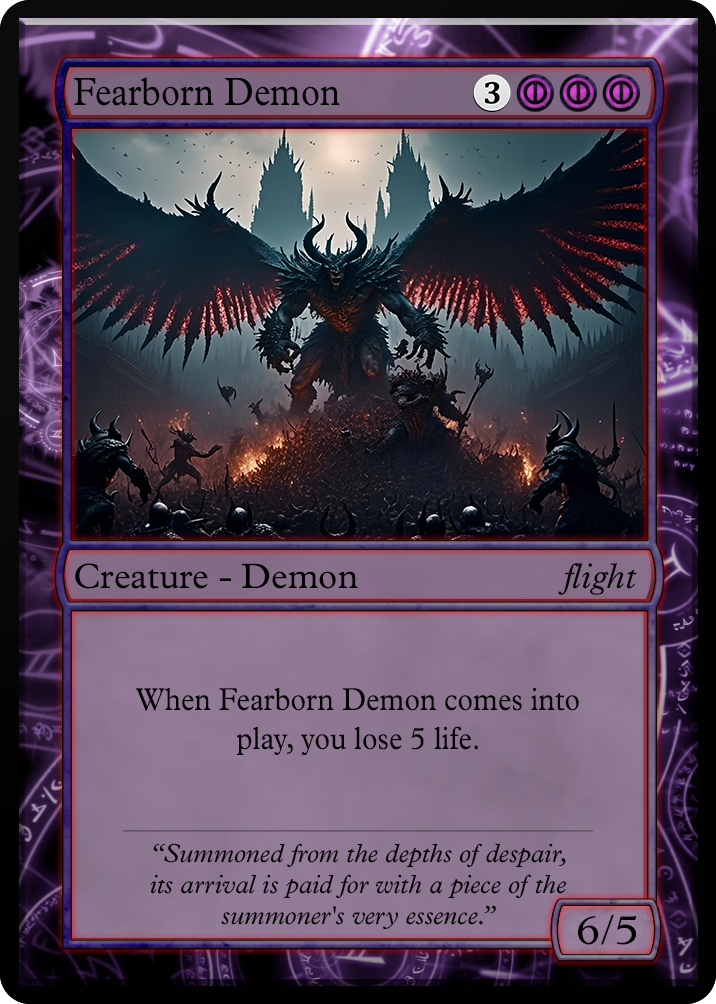 Fearborn Demon 3
Creature - Demon flight
When Fearborn Demon comes into
play, you lose 5 life.
“Summoned from the depths of despair,
its arrival is paid for with a piece of the
summoner's very essence.”
6/5